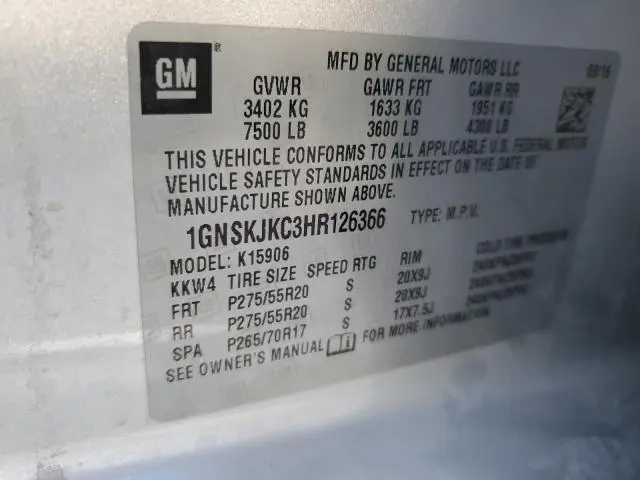 GM
MFD BY GENERAL MOTORS LLC
GVWR GAWR FRT GAWR RR
3402 KG 1633 KG 1951 KG
7500 LB 3600 LB 4300 LB
THIS VEHICLE CONFORMS TO ALL APPLICABLE U.S. FEDERAL MOTOR
VEHICLE SAFETY STANDARDS IN EFFECT ON THE DATE OF
MANUFACTURE SHOWN ABOVE.
1GNSKJKC3HR126366 TYPE: M.P.V.
MODEL: K15906
KKW4 TIRE SIZE SPEED RTG RIM COLD TIRE PRESSURE
FRT P275/55R20 S 20X9J
RR P275/55R20 S 20X9J
SPA P265/70R17 S 17X7.5J
SEE OWNER'S MANUAL FOR MORE INFORMATION.